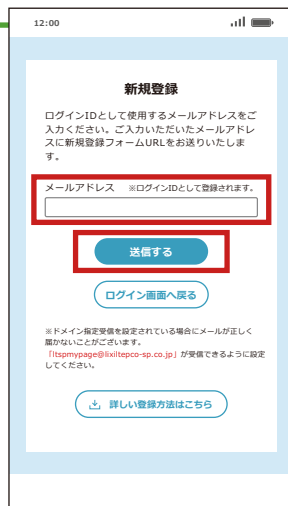 12:00
新規登録
ログインIDとして使用するメールアドレスをご
入力ください。ご入力いただいたメールアドレ
スに新規登録フォームURLをお送りいたしま
す。
メールアドレス ※ログインIDとして登録されます。
送信する
ログイン画面へ戻る
※ドメイン指定受信を設定されている場合にメールが正しく
届かないことがございます。
「ltspmypage@lixiltepco-sp.co.jp」が受信できるように設定
してください。
詳しい登録方法はこちら